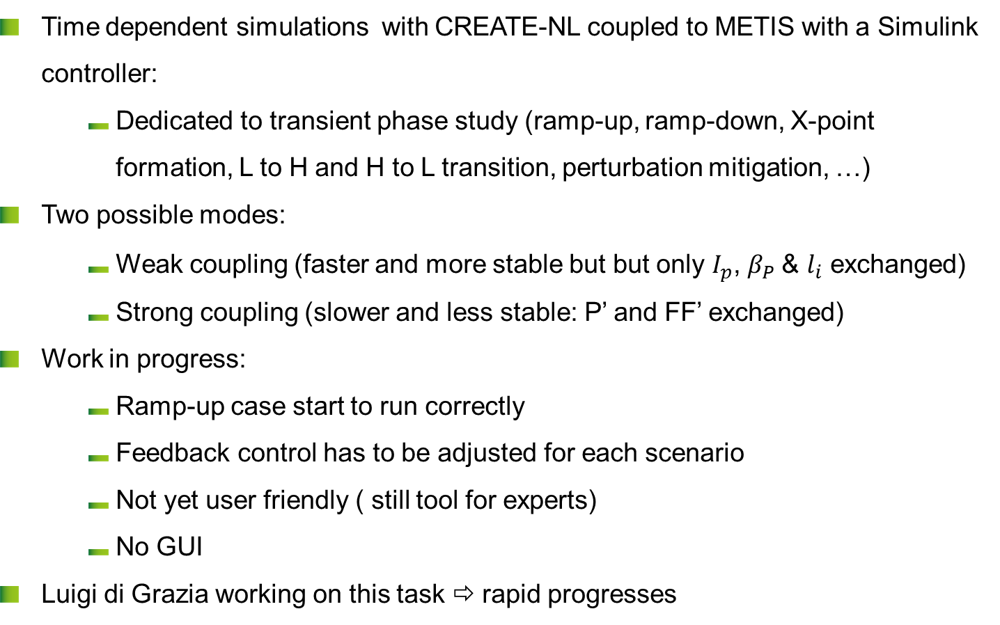 Time dependent simulations with CREATE-NL coupled to METIS with a Simulink
controller:
Dedicated to transient phase study (ramp-up, ramp-down, X-point
formation, L to H and H to L transition, perturbation mitigation, …)
Two possible modes:
Weak coupling (faster and more stable but but only I_p, β_P & l_i exchanged)
Strong coupling (slower and less stable: P’ and FF’ exchanged)
Work in progress:
Ramp-up case start to run correctly
Feedback control has to be adjusted for each scenario
Not yet user friendly ( still tool for experts)
No GUI
Luigi di Grazia working on this task ⇨ rapid progresses